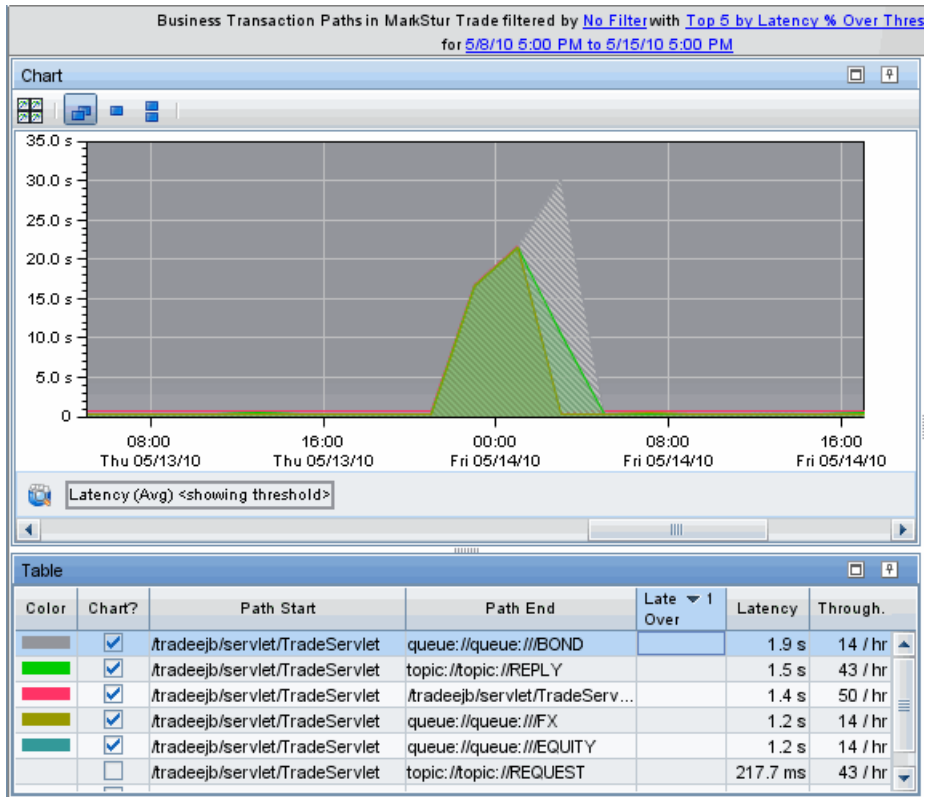 Business Transaction Paths in MarkStur Trade filtered by No Filter with Top 5 by Latency % Over Thres
for 5/8/10 5:00 PM to 5/15/10 5:00 PM
Chart
35.0 s
30.0 s
25.0 s
20.0 s
15.0 s
10.0 s
5.0 s
0
08:00 16:00 00:00 08:00 16:00
Thu 05/13/10 Thu 05/13/10 Fri 05/14/10 Fri 05/14/10 Fri 05/14/10
Latency (Avg) <showing threshold>
Table
Color Chart? Path Start Path End Late 1 Over Latency Through.
/tradeejb/servlet/TradeServlet queue://queue:///BOND 1.9 s 14 / hr
/tradeejb/servlet/TradeServlet topic://topic://REPLY 1.5 s 43 / hr
/tradeejb/servlet/TradeServlet /tradeejb/servlet/TradeServ... 1.4 s 50 / hr
/tradeejb/servlet/TradeServlet queue://queue:///FX 1.2 s 14 / hr
/tradeejb/servlet/TradeServlet queue://queue:///EQUITY 1.2 s 14 / hr
/tradeejb/servlet/TradeServlet topic://topic://REQUEST 217.7 ms 43 / hr